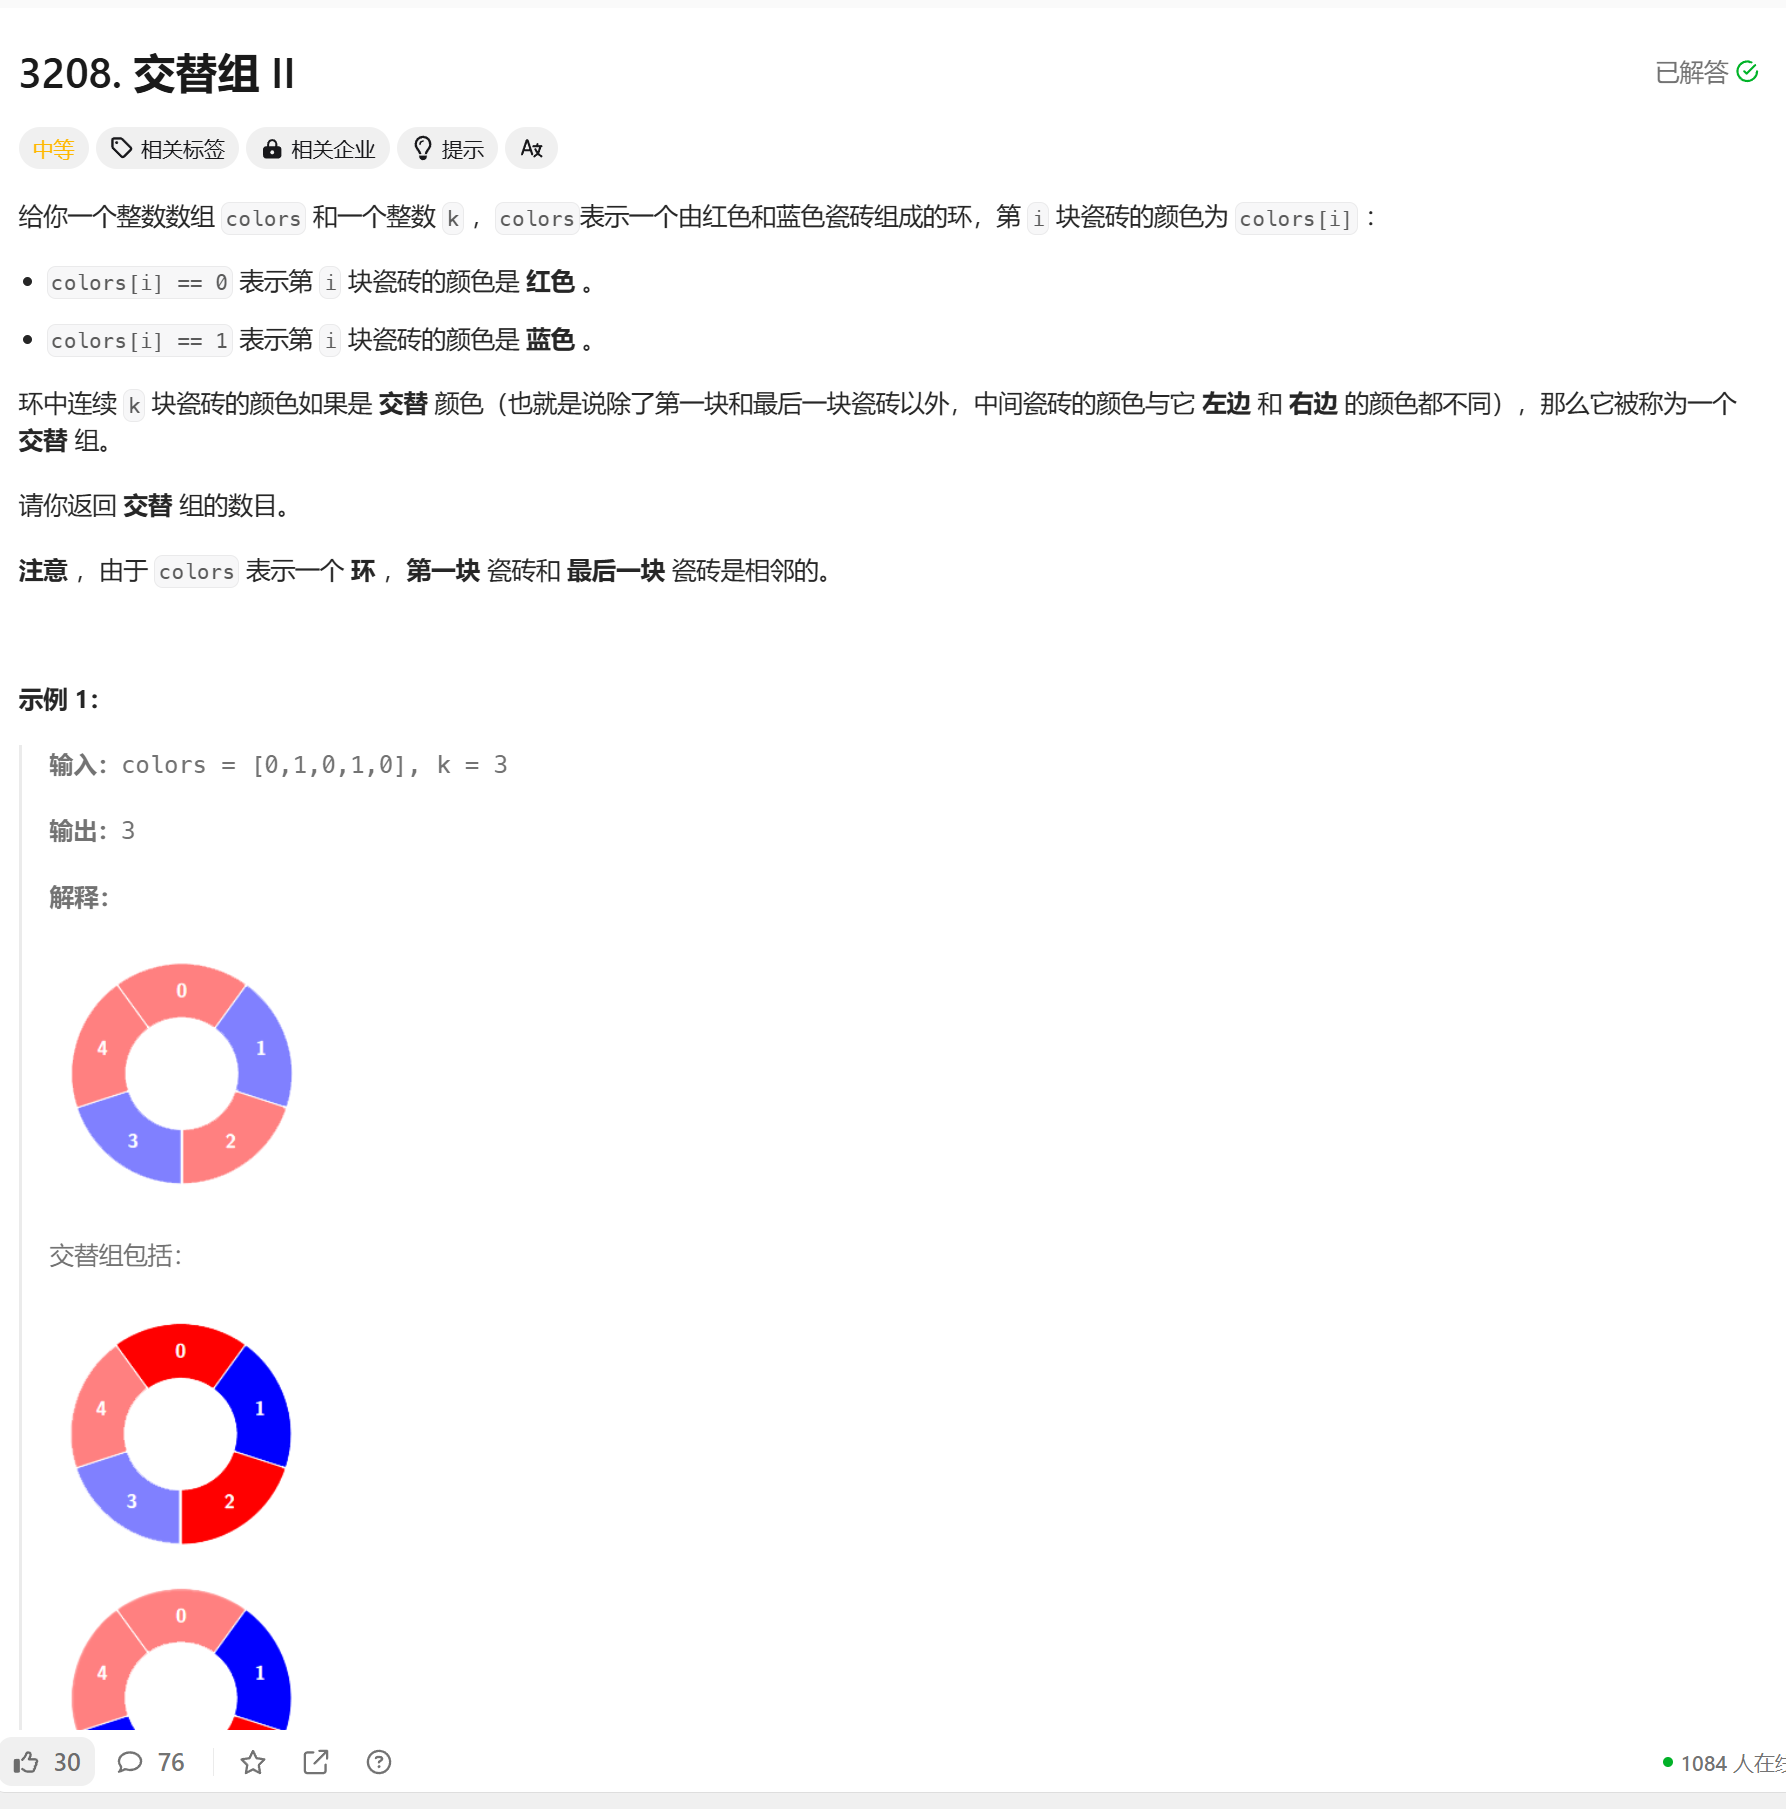 3208. 交替组 II
已解答
中等 相关标签 相关企业 提示
给你一个整数数组 colors 和一个整数 k ，colors表示一个由红色和蓝色瓷砖组成的环，第 i 块瓷砖的颜色为 colors[i] ：
• colors[i] == 0 表示第 i 块瓷砖的颜色是 红色 。
• colors[i] == 1 表示第 i 块瓷砖的颜色是 蓝色 。
环中连续 k 块瓷砖的颜色如果是 交替 颜色（也就是说除了第一块和最后一块瓷砖以外，中间瓷砖的颜色与它 左边 和 右边 的颜色都不同），那么它被称为一个
交替 组。
请你返回 交替 组的数目。
注意 ，由于 colors 表示一个 环 ，第一块 瓷砖和 最后一块 瓷砖是相邻的。
示例 1：
输入：colors = [0,1,0,1,0], k = 3
输出：3
解释：
0
4 1
3 2
交替组包括：
0
4 1
3 2
0
4 1
30 76
1084 人在线